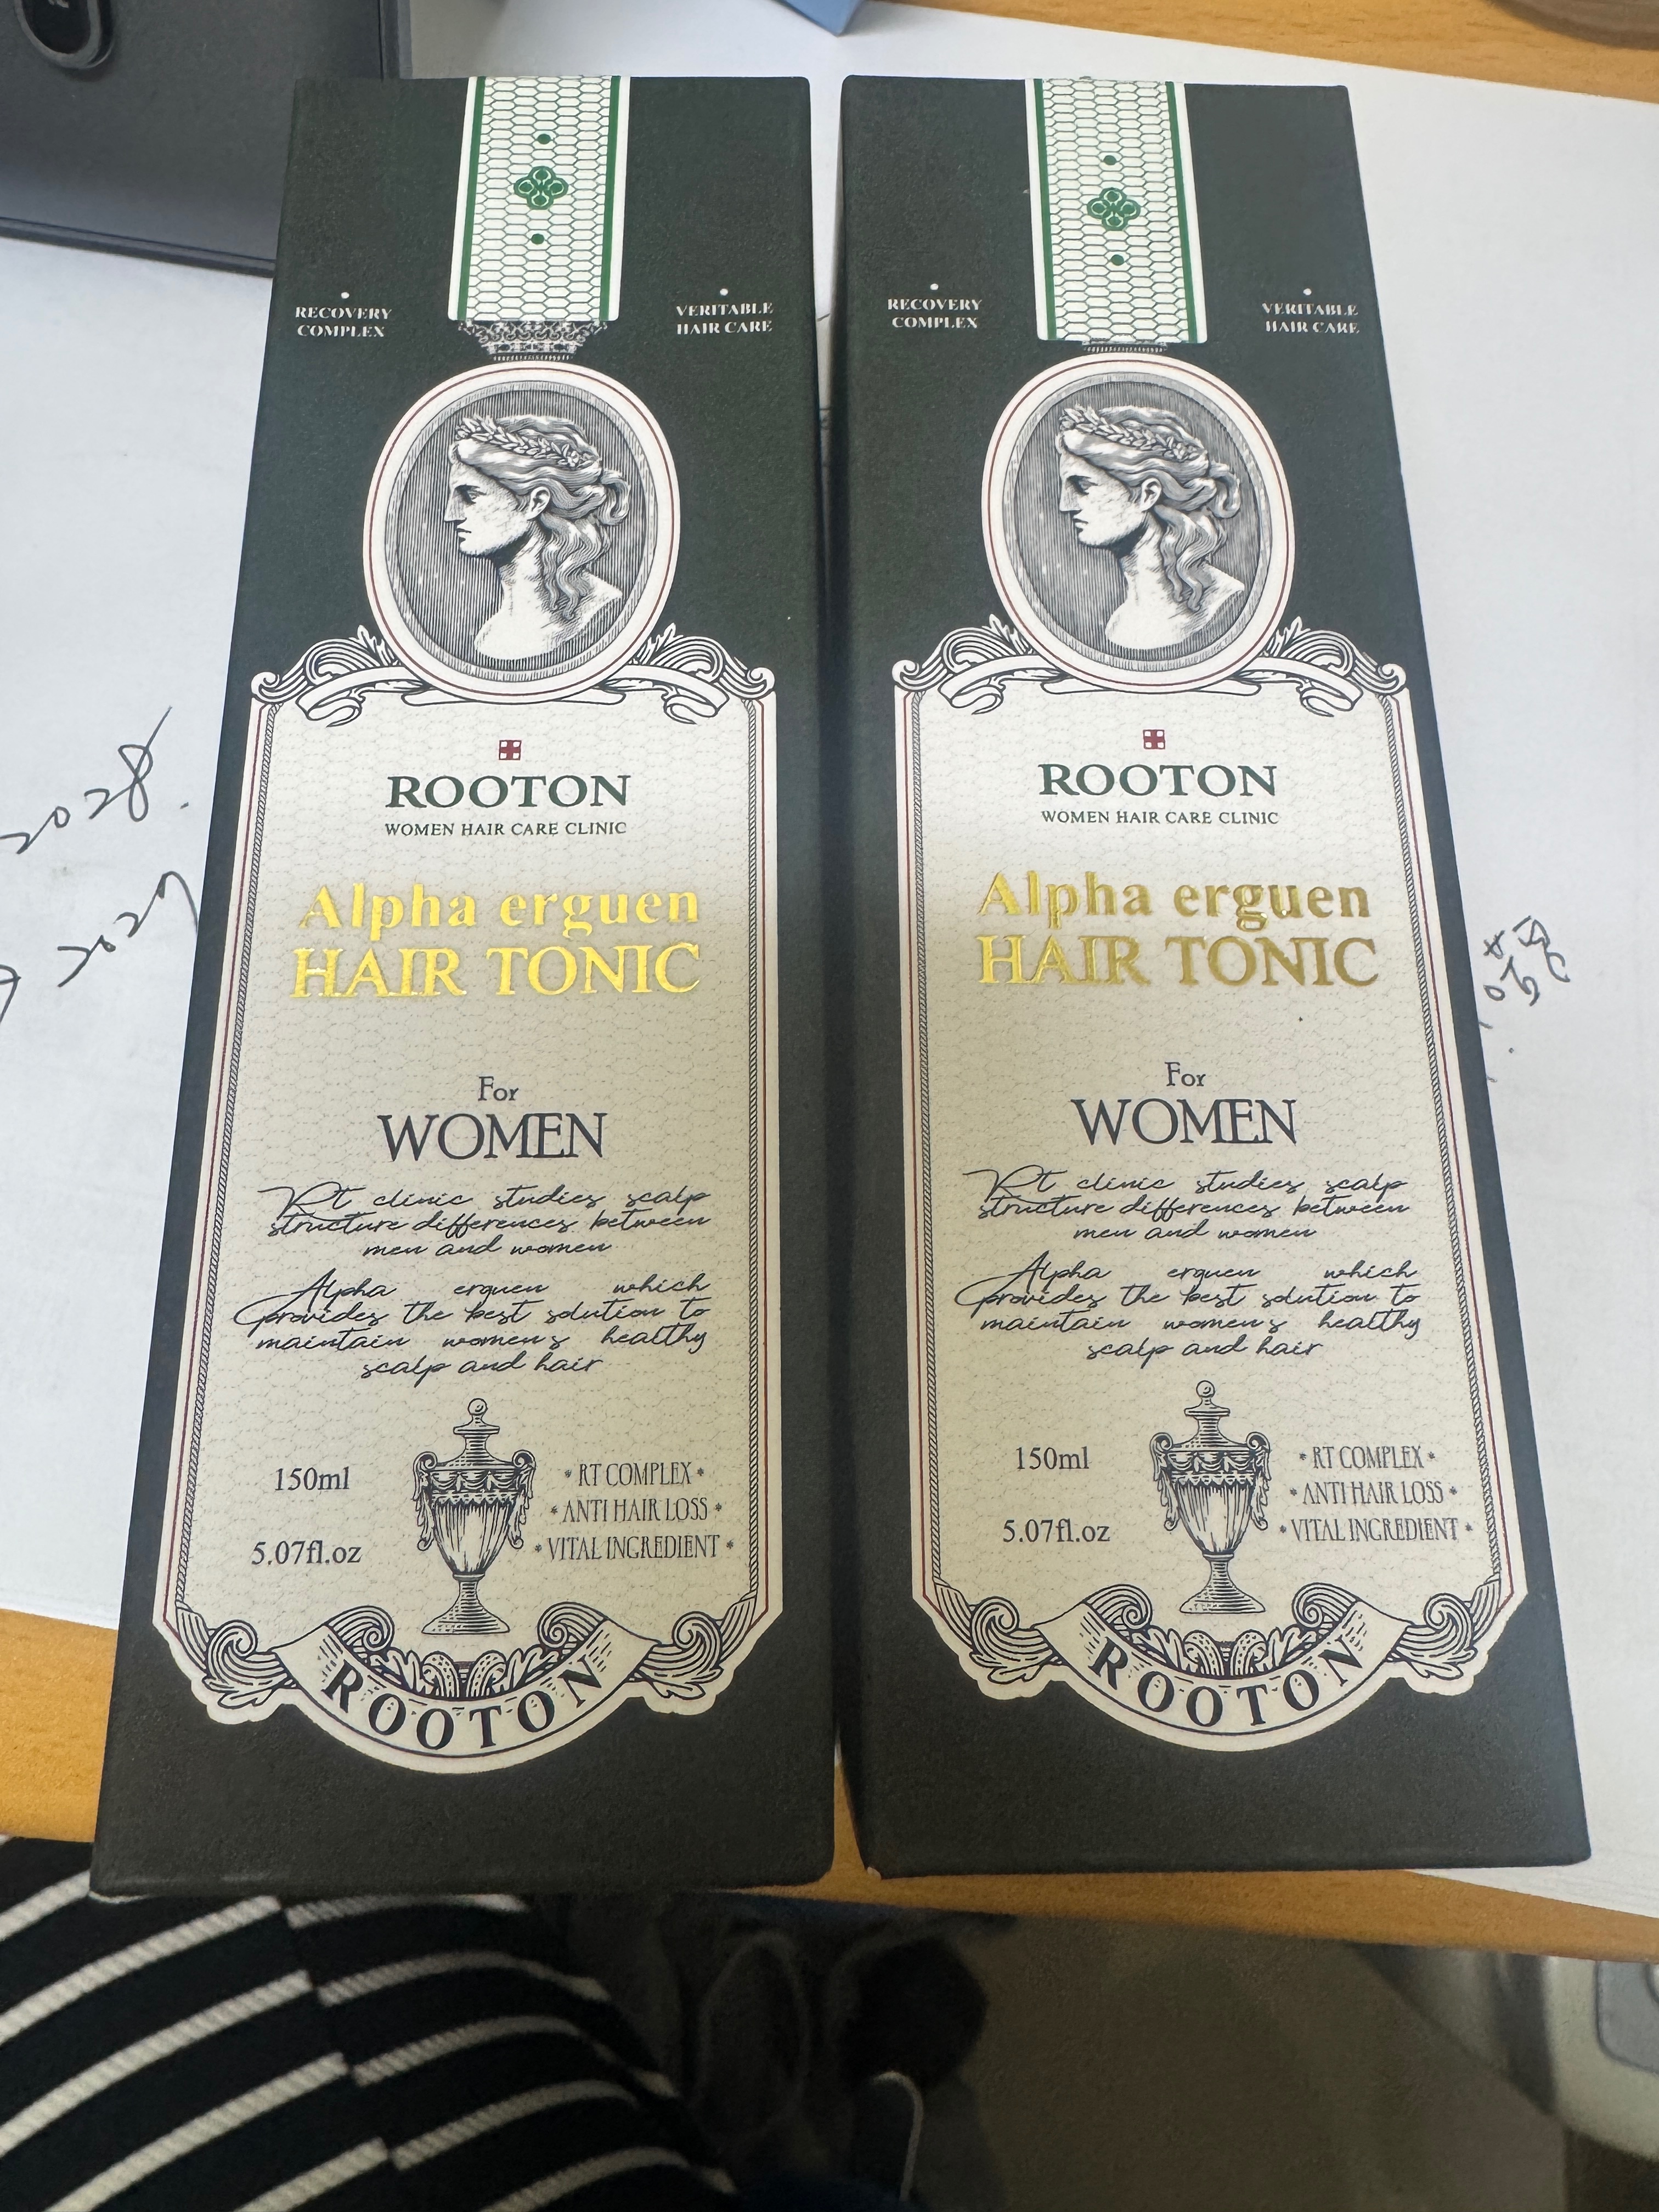 RECOVERY
COMPLEX
VERITABLE
HAIR CARE
ROOTON
WOMEN HAIR CARE CLINIC
Alpha erguen
HAIR TONIC
For
WOMEN
Rt clinic studies scalp
structure differences between
men and women
Alpha erguen which
provides the best solution to
maintain women's healthy
scalp and hair
150ml
5.07fl.oz
* RT COMPLEX *
* ANTI HAIR LOSS *
* VITAL INGREDIENT *
ROOTON
RECOVERY
COMPLEX
VERITABLE
HAIR CARE
ROOTON
WOMEN HAIR CARE CLINIC
Alpha erguen
HAIR TONIC
For
WOMEN
Rt clinic studies scalp
structure differences between
men and women
Alpha erguen which
provides the best solution to
maintain women's healthy
scalp and hair
150ml
5.07fl.oz
* RT COMPLEX *
* ANTI HAIR LOSS *
* VITAL INGREDIENT *
ROOTON
2028.
2027